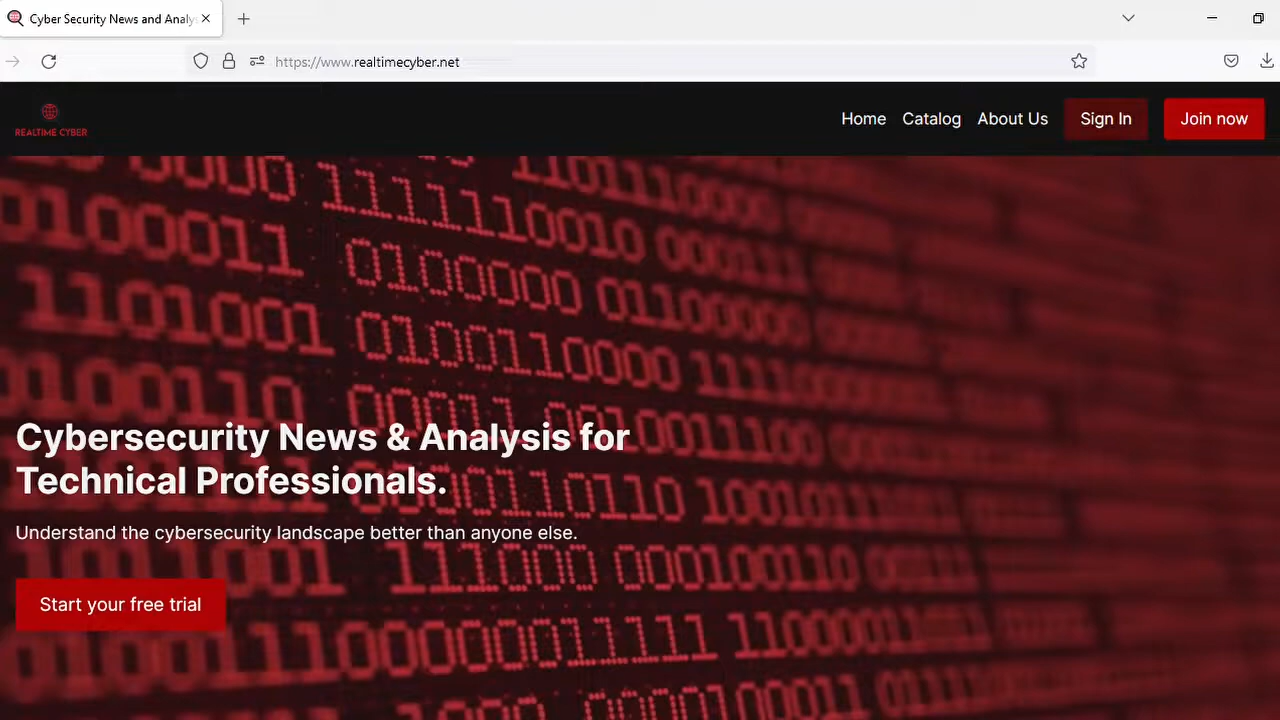 Cyber Security News and Analy
https://www.realtimecyber.net
REALTIME CYBER
Home
Catalog
About Us
Sign In
Join now
Cybersecurity News & Analysis for
Technical Professionals.
Understand the cybersecurity landscape better than anyone else.
Start your free trial